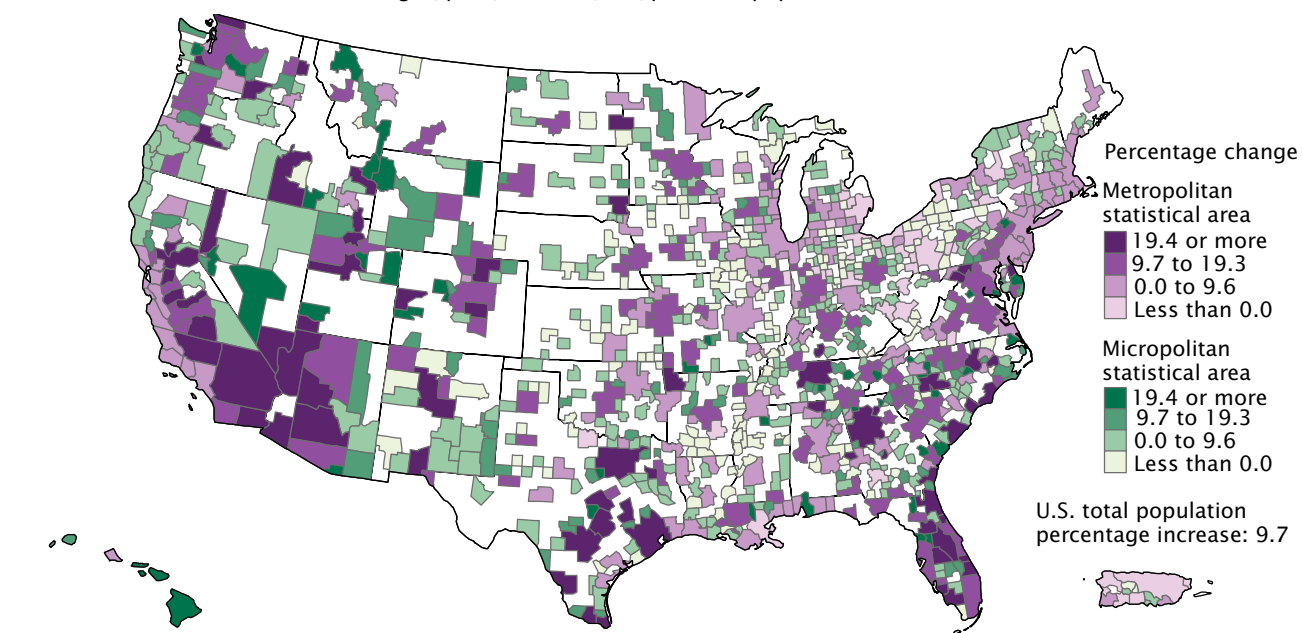 Percentage change
Metropolitan
statistical area
19.4 or more
9.7 to 19.3
0.0 to 9.6
Less than 0.0
Micropolitan
statistical area
19.4 or more
9.7 to 19.3
0.0 to 9.6
Less than 0.0
U.S. total population
percentage increase: 9.7